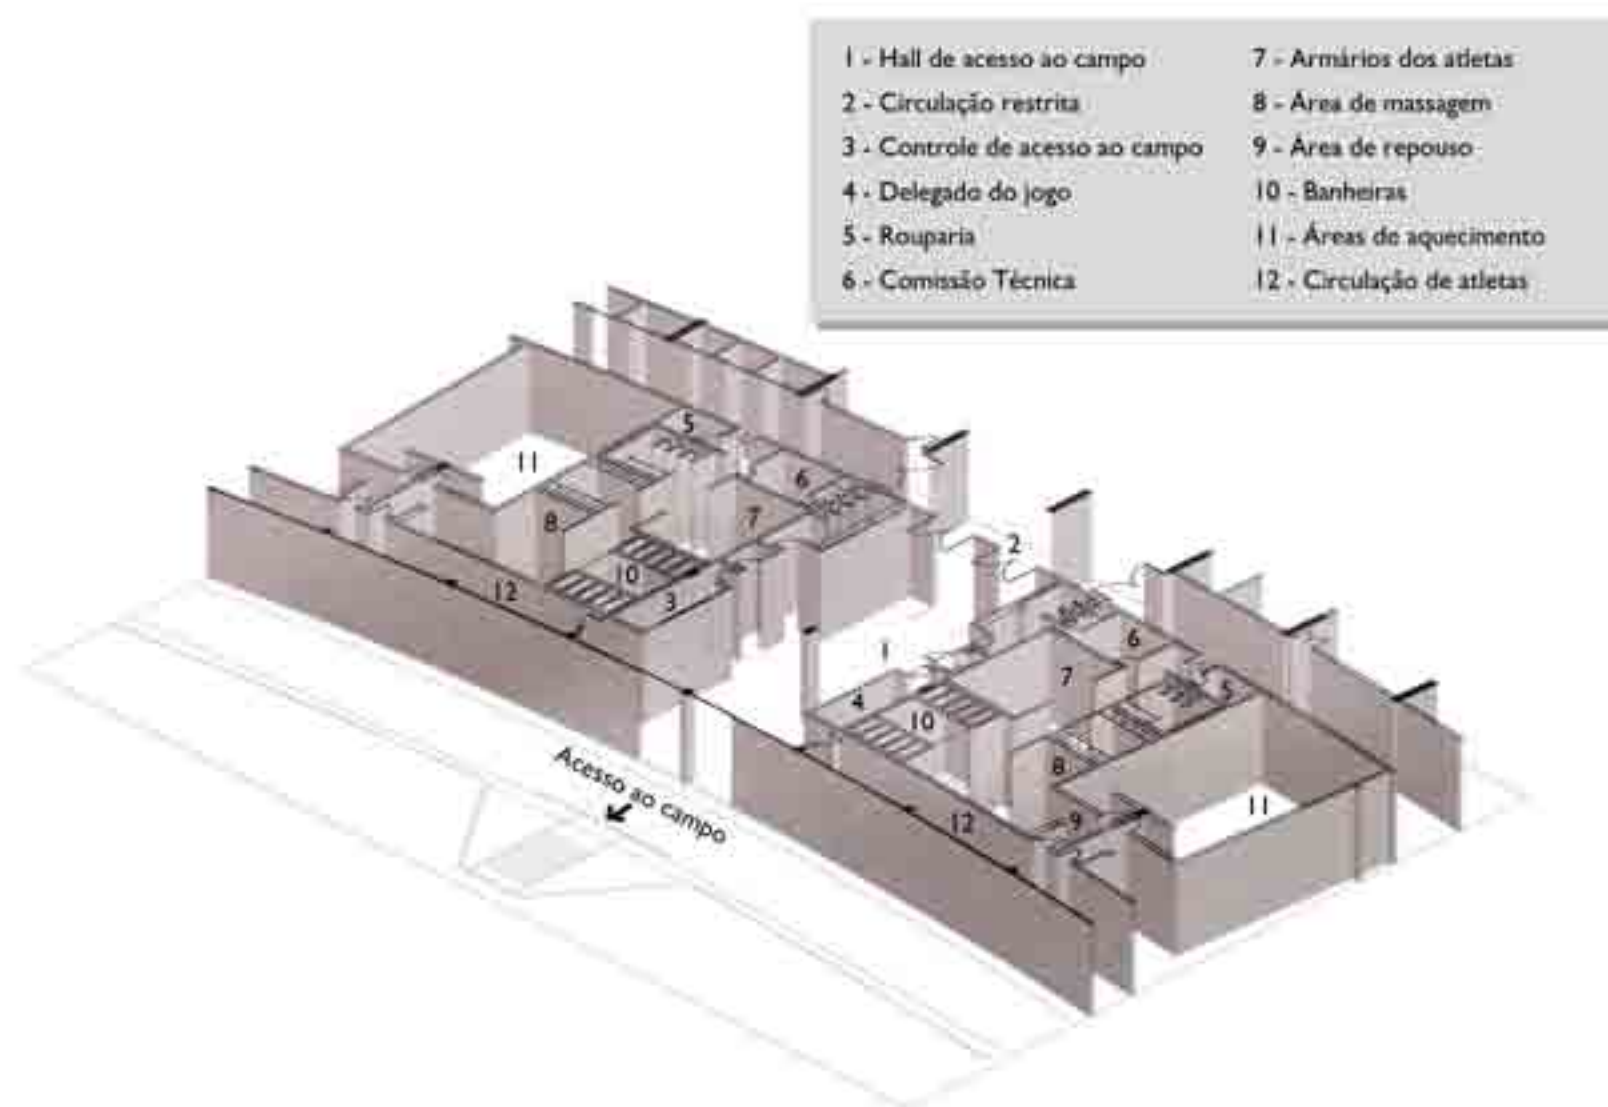 1 - Hall de acesso ao campo
2 - Circulação restrita
3 - Controle de acesso ao campo
4 - Delegado do jogo
5 - Rouparia
6 - Comissão Técnica
7 - Armários dos atletas
8 - Área de massagem
9 - Área de repouso
10 - Banheiras
11 - Áreas de aquecimento
12 - Circulação de atletas
5
11
6
8
7
2
10
12
3
1
6
7
5
4
10
8
11
9
12
Acesso ao campo